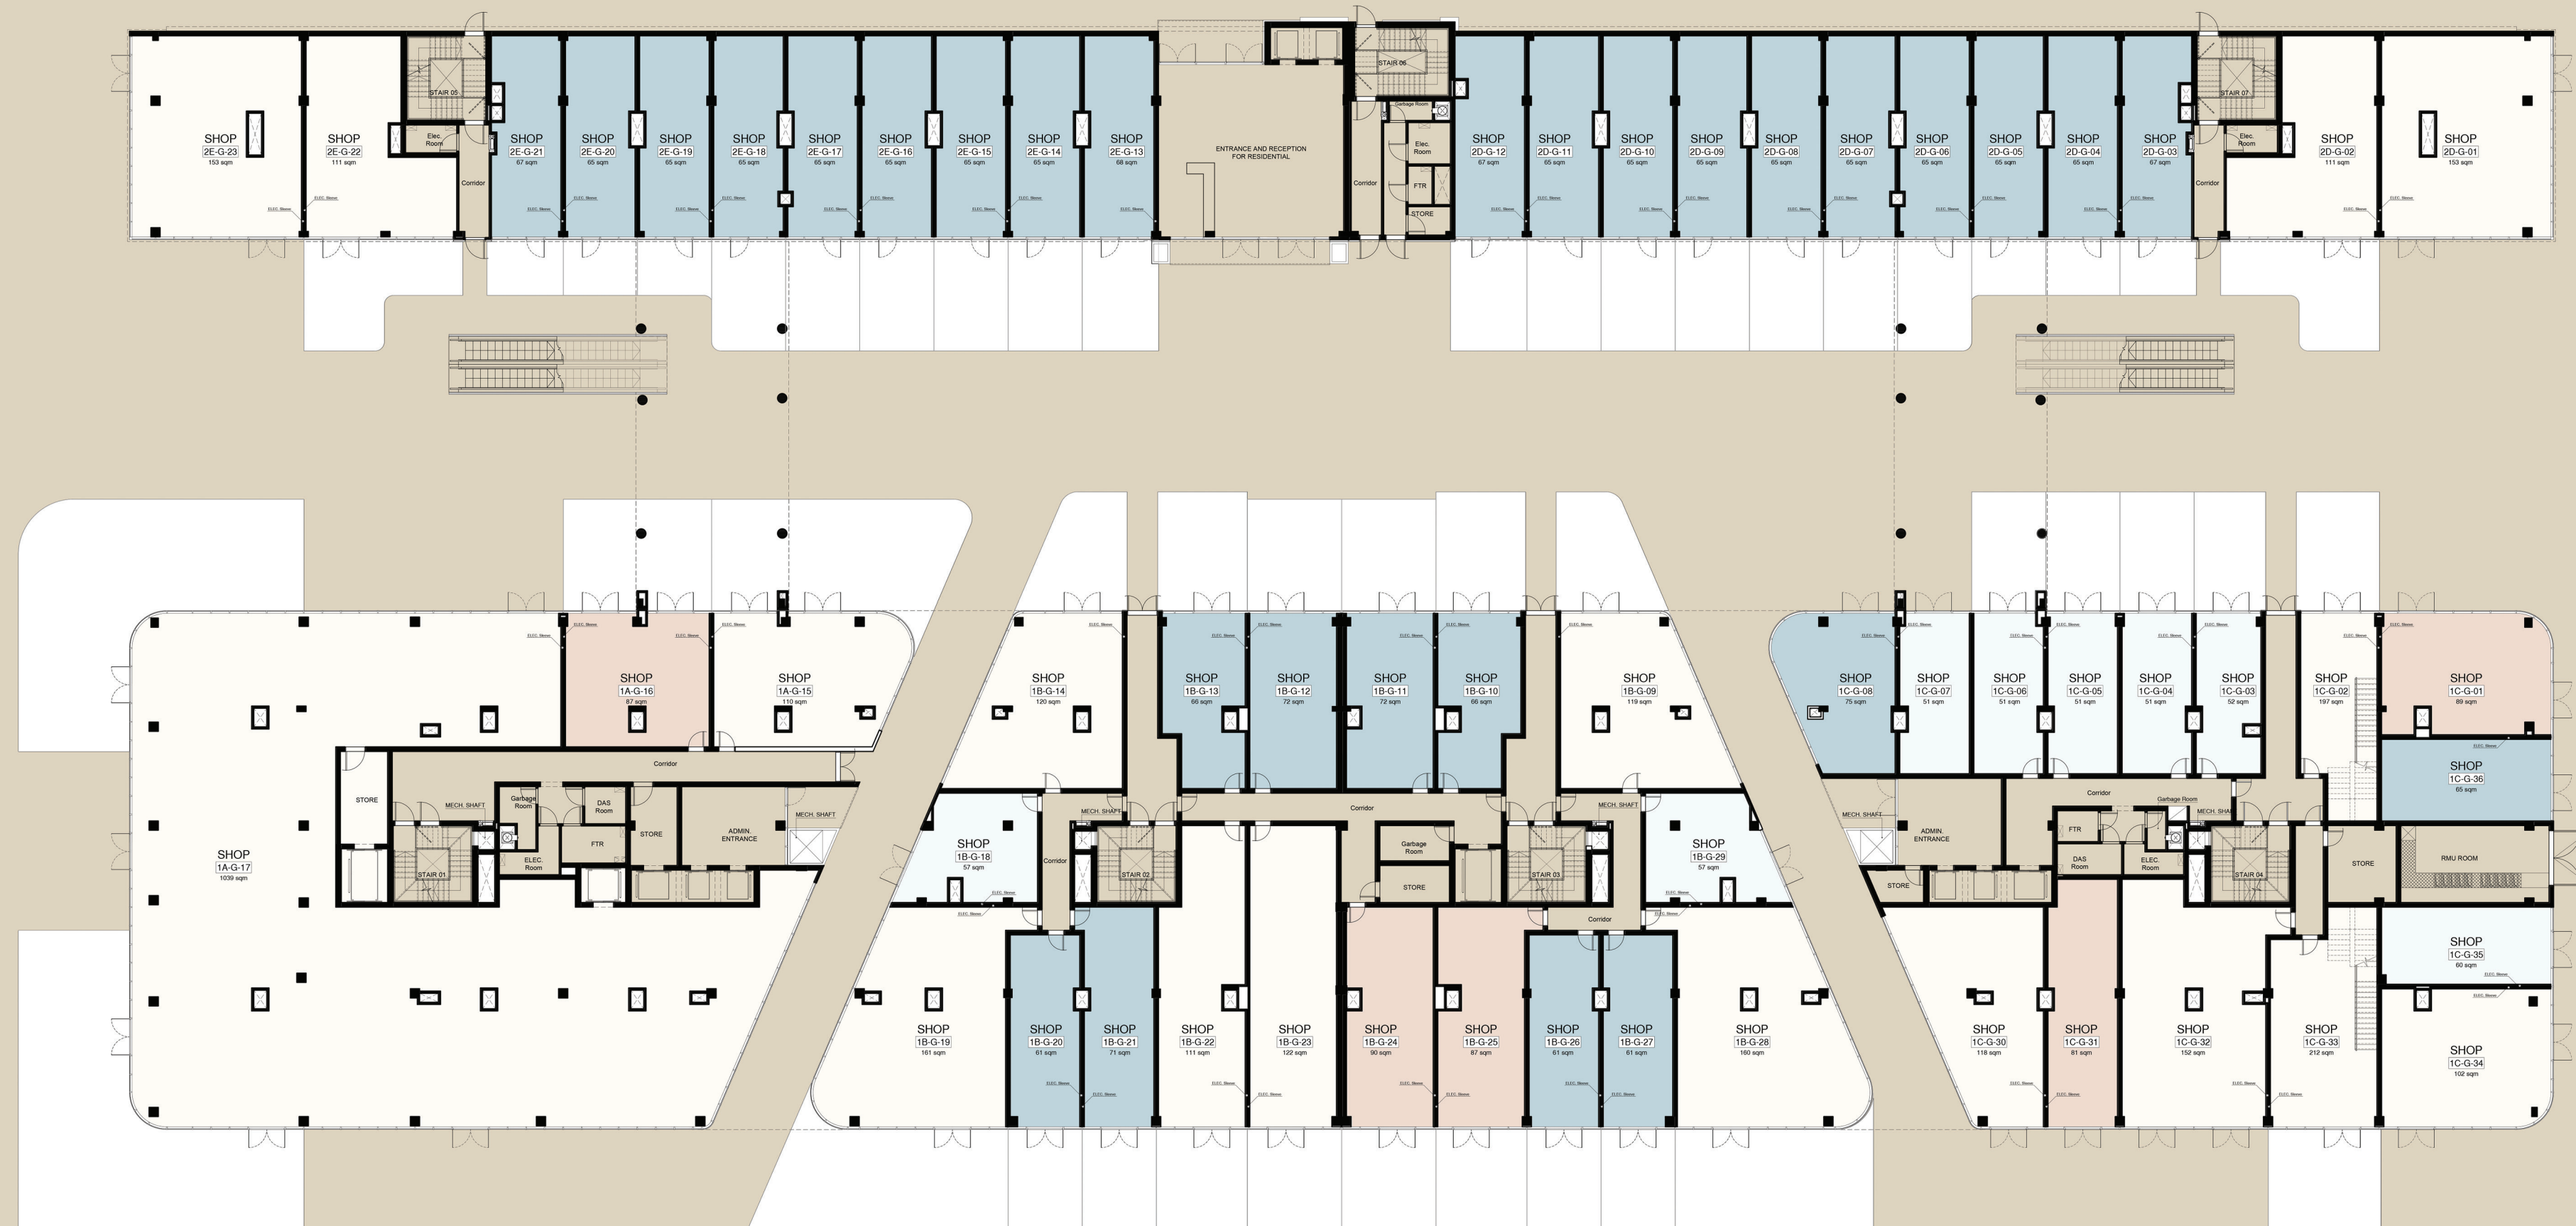 STAIR 06
STAIR 05
STAIR 07
Garbage Room
SHOP
2E-G-23
153 sqm
SHOP
2E-G-22
111 sqm
Elec.
Room
SHOP
2E-G-21
67 sqm
SHOP
2E-G-20
65 sqm
SHOP
2E-G-19
65 sqm
SHOP
2E-G-18
65 sqm
SHOP
2E-G-17
65 sqm
SHOP
2E-G-16
65 sqm
SHOP
2E-G-15
65 sqm
SHOP
2E-G-14
65 sqm
SHOP
2E-G-13
68 sqm
ENTRANCE AND RECEPTION
FOR RESIDENTIAL
Elec.
Room
SHOP
2D-G-12
67 sqm
SHOP
2D-G-11
65 sqm
SHOP
2D-G-10
65 sqm
SHOP
2D-G-09
65 sqm
SHOP
2D-G-08
65 sqm
SHOP
2D-G-07
65 sqm
SHOP
2D-G-06
65 sqm
SHOP
2D-G-05
65 sqm
SHOP
2D-G-04
65 sqm
SHOP
2D-G-03
67 sqm
Elec.
Room
SHOP
2D-G-02
111 sqm
SHOP
2D-G-01
153 sqm
Corridor
Corridor
FTR
Corridor
STORE
SHOP
1A-G-16
87 sqm
SHOP
1A-G-15
110 sqm
SHOP
1B-G-14
120 sqm
SHOP
1B-G-13
66 sqm
SHOP
1B-G-12
72 sqm
SHOP
1B-G-11
72 sqm
SHOP
1B-G-10
66 sqm
SHOP
1B-G-09
119 sqm
SHOP
1C-G-08
75 sqm
SHOP
1C-G-07
51 sqm
SHOP
1C-G-06
51 sqm
SHOP
1C-G-05
51 sqm
SHOP
1C-G-04
51 sqm
SHOP
1C-G-03
52 sqm
SHOP
1C-G-02
197 sqm
SHOP
1C-G-01
89 sqm
Corridor
SHOP
1C-G-36
65 sqm
STORE
MECH. SHAFT
Garbage
Room
DAS
Room
STORE
ADMIN.
ENTRANCE
MECH. SHAFT
FTR
ELEC.
Room
STAIR 01
SHOP
1A-G-17
1039 sqm
MECH. SHAFT
Corridor
MECH. SHAFT
SHOP
1B-G-18
57 sqm
Corridor
STAIR 02
Garbage
Room
STORE
STAIR 03
SHOP
1B-G-29
57 sqm
Corridor
MECH. SHAFT
ADMIN.
ENTRANCE
STORE
Corridor
Garbage Room
MECH. SHAFT
FTR
DAS
Room
ELEC.
Room
STAIR 04
STORE
RMU ROOM
SHOP
1C-G-35
60 sqm
SHOP
1B-G-19
161 sqm
SHOP
1B-G-20
61 sqm
SHOP
1B-G-21
71 sqm
SHOP
1B-G-22
111 sqm
SHOP
1B-G-23
122 sqm
SHOP
1B-G-24
90 sqm
SHOP
1B-G-25
87 sqm
SHOP
1B-G-26
61 sqm
SHOP
1B-G-27
61 sqm
SHOP
1B-G-28
160 sqm
SHOP
1C-G-30
118 sqm
SHOP
1C-G-31
81 sqm
SHOP
1C-G-32
152 sqm
SHOP
1C-G-33
212 sqm
SHOP
1C-G-34
102 sqm